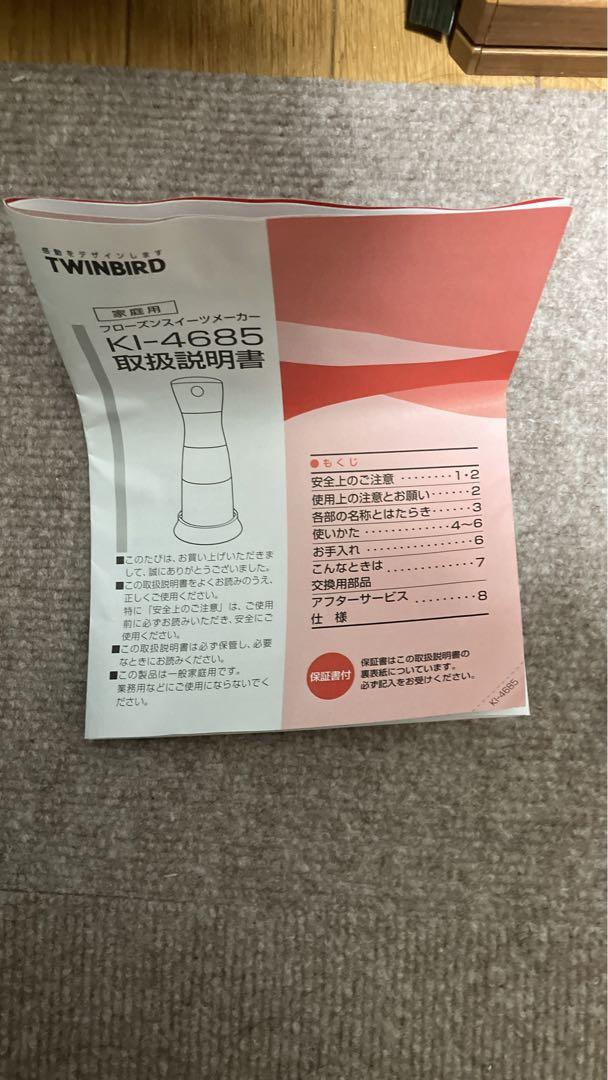 感動をデザインします
TWINBIRD
家庭用
フローズンスイーツメーカー
KI-4685
取扱説明書
■このたびは、お買い上げいただきま
して、誠にありがとうございました。
■この取扱説明書をよくお読みのうえ、
正しくご使用ください。
特に「安全上のご注意」は、ご使用
前に必ずお読みいただき、安全にご
使用ください。
■この取扱説明書は必ず保管し、必要
なときにお読みください。
■この製品は一般家庭用です。
業務用などにご使用にならないでく
ださい。
●もくじ
安全上のご注意 ········1・2
使用上の注意とお願い······2
各部の名称とはたらき······3
使いかた ············4~6
お手入れ ···············6
こんなときは ············7
交換用部品
アフターサービス ·········8
仕 様
保証書付
保証書はこの取扱説明書の
裏表紙についています。
必ず記入をお受けください。
KI-4685